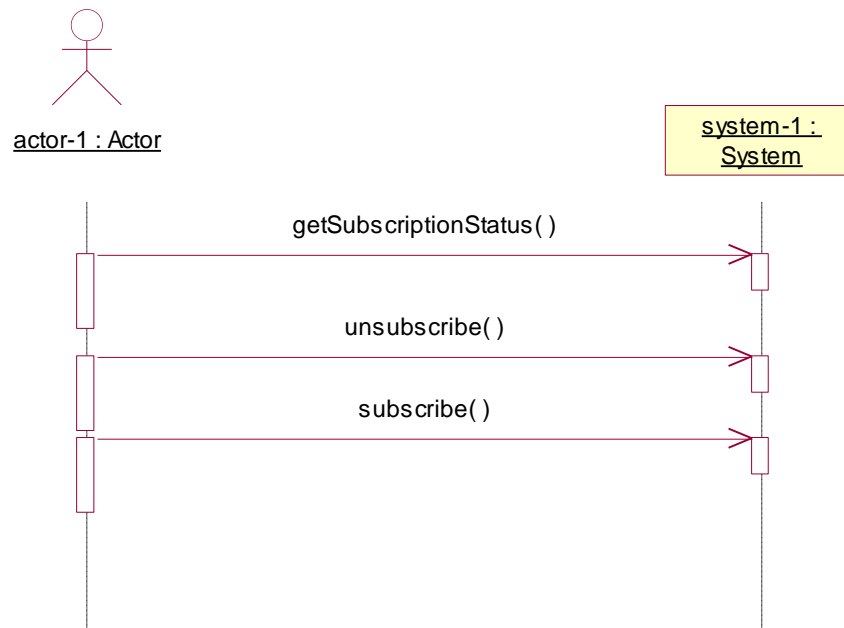 actor-1 : Actor
system-1 :
System
getSubscriptionStatus( )
unsubscribe( )
subscribe( )